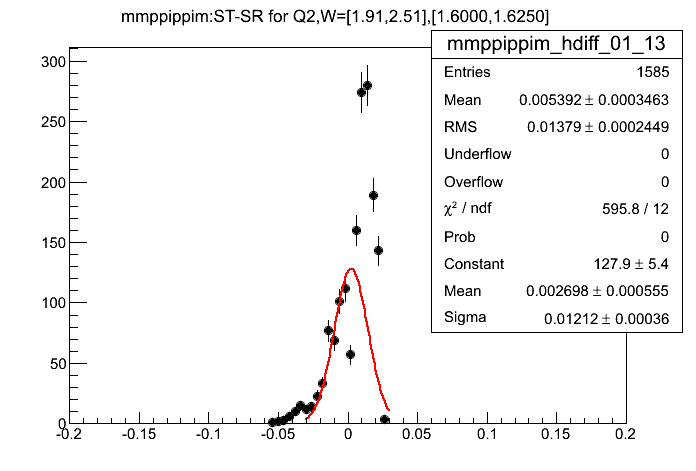 mmppippim:ST-SR for Q2,W=[1.91,2.51],[1.6000,1.6250]
mmppippim_hdiff_01_13
Entries 1585
Mean 0.005392 ± 0.0003463
RMS 0.01379 ± 0.0002449
Underflow 0
Overflow 0
χ² / ndf 595.8 / 12
Prob 0
Constant 127.9 ± 5.4
Mean 0.002698 ± 0.000555
Sigma 0.01212 ± 0.00036
300
250
200
150
100
50
0
-0.2 -0.15 -0.1 -0.05 0 0.05 0.1 0.15 0.2